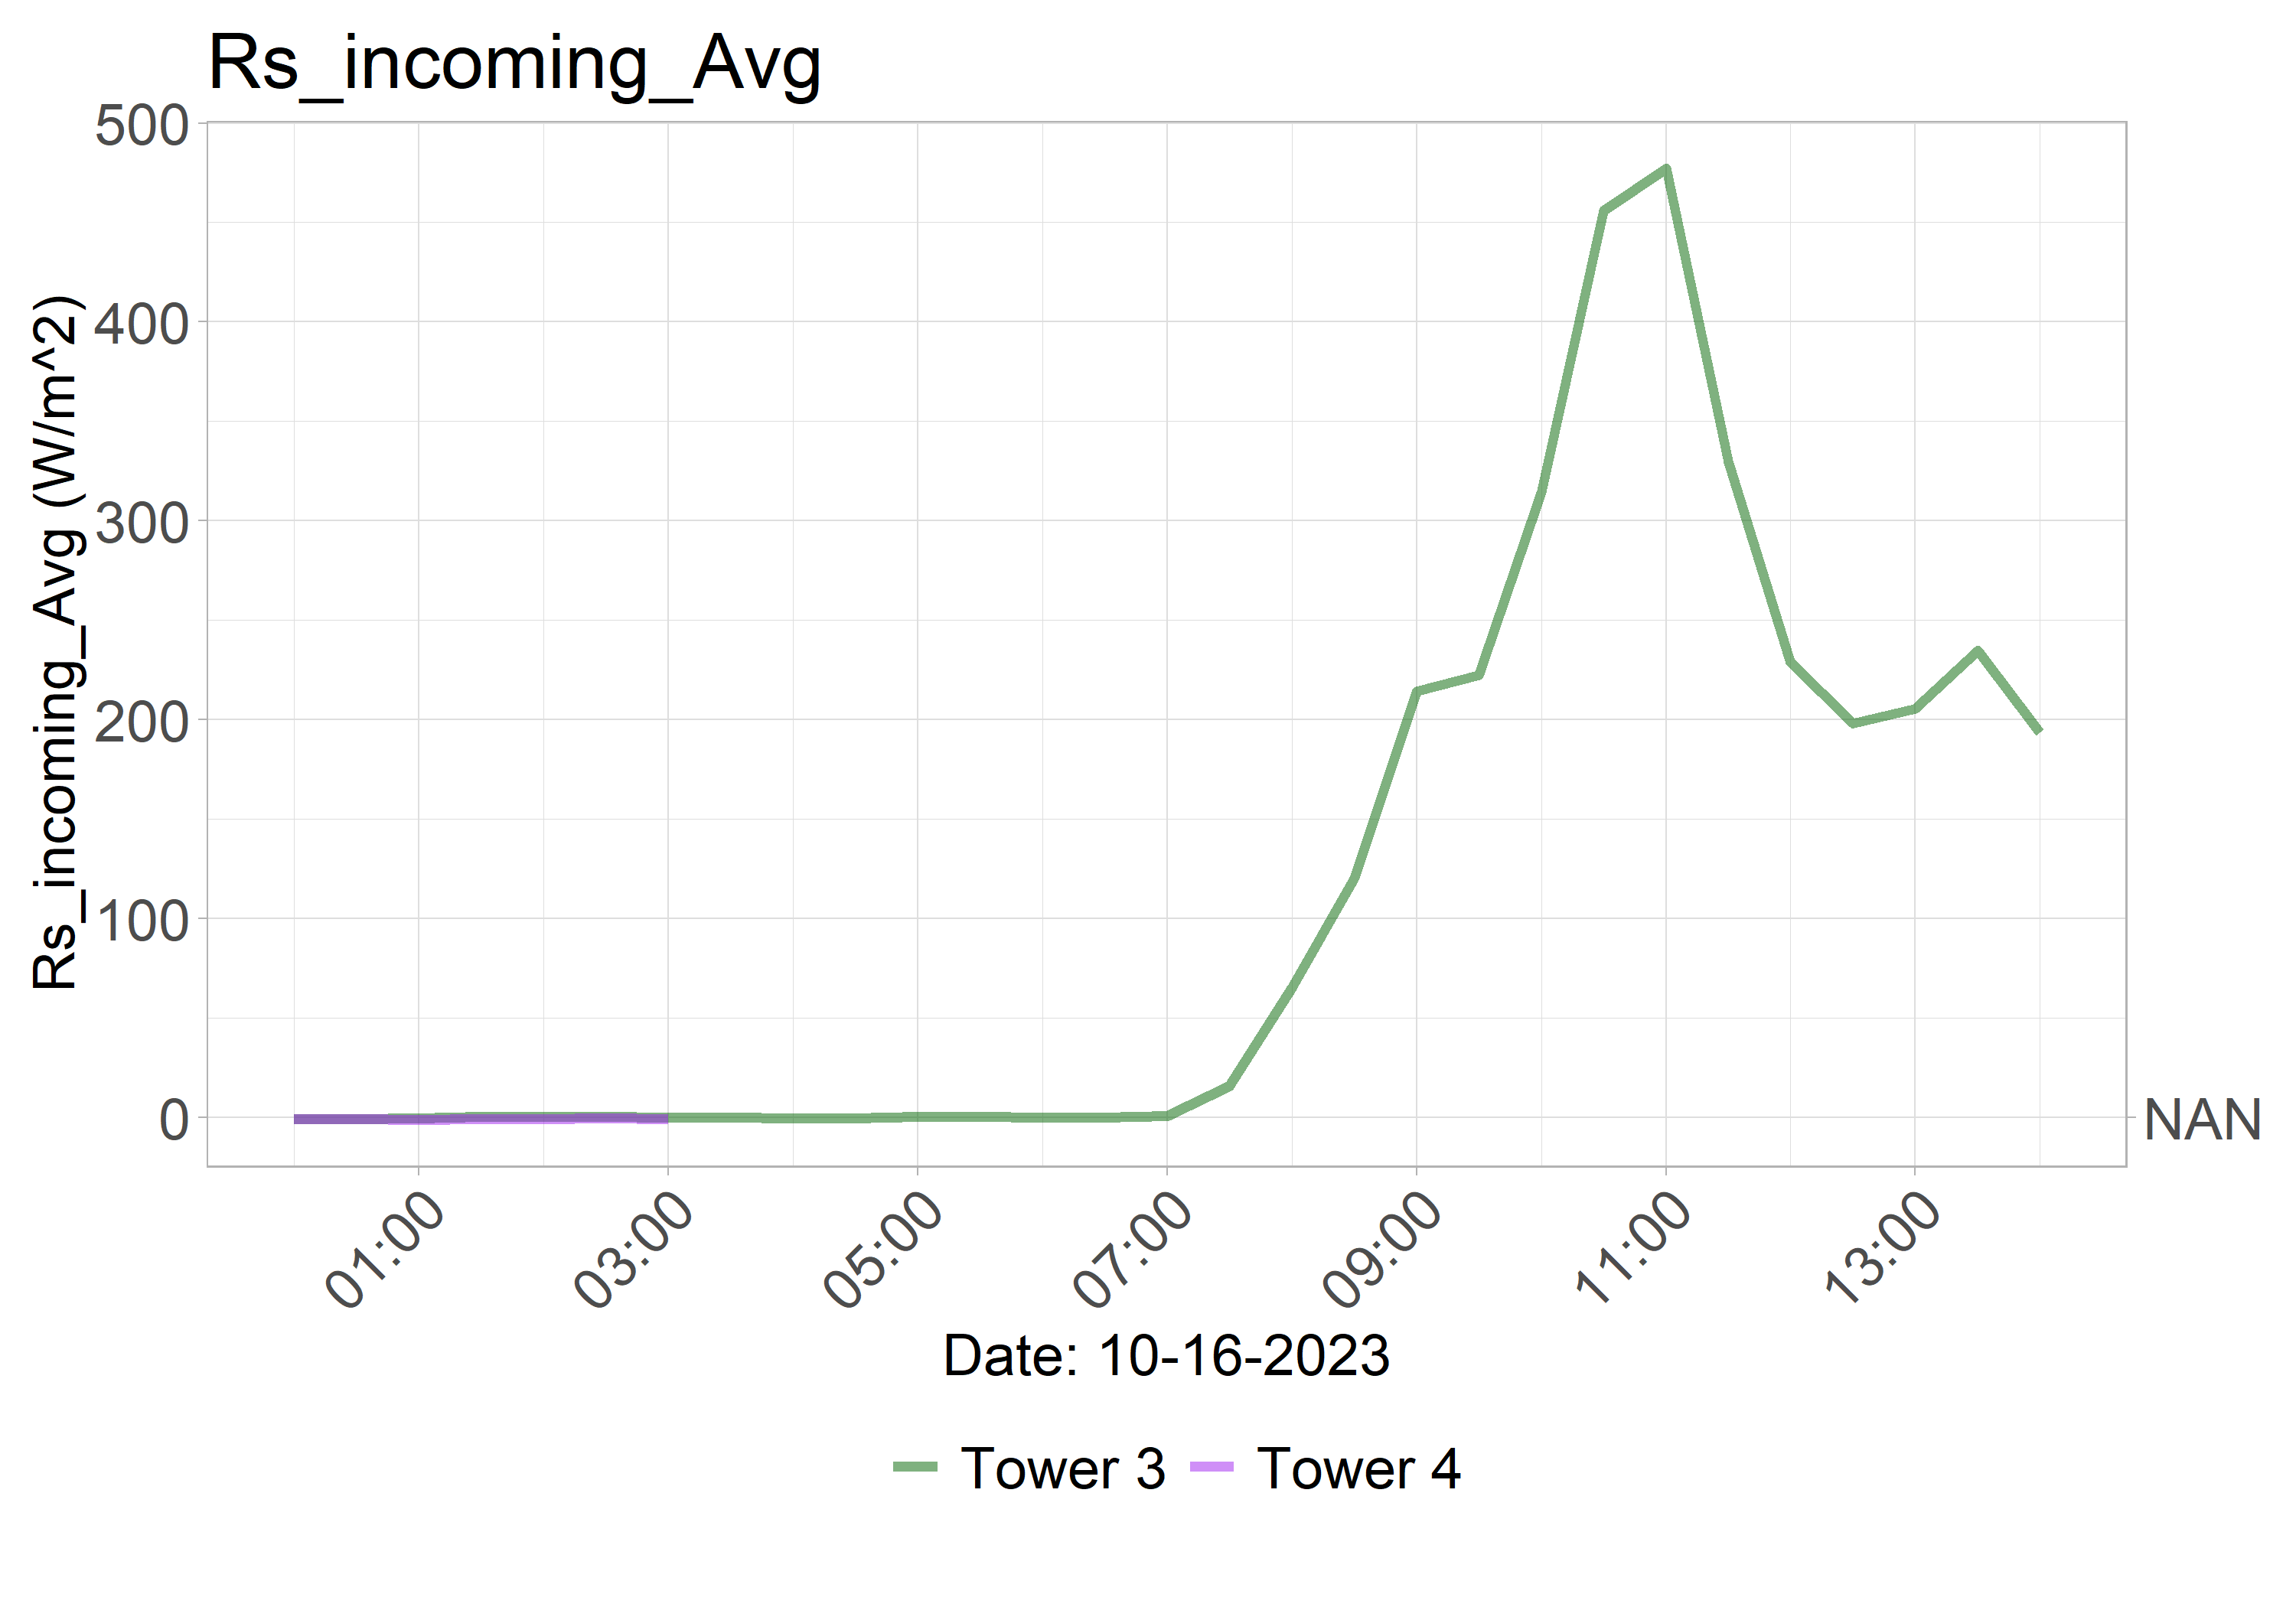 Rs_incoming_Avg
Rs_incoming_Avg (W/m^2)
500
400
300
200
100
0
NAN
01:00
03:00
05:00
07:00
09:00
11:00
13:00
Date: 10-16-2023
Tower 3
Tower 4